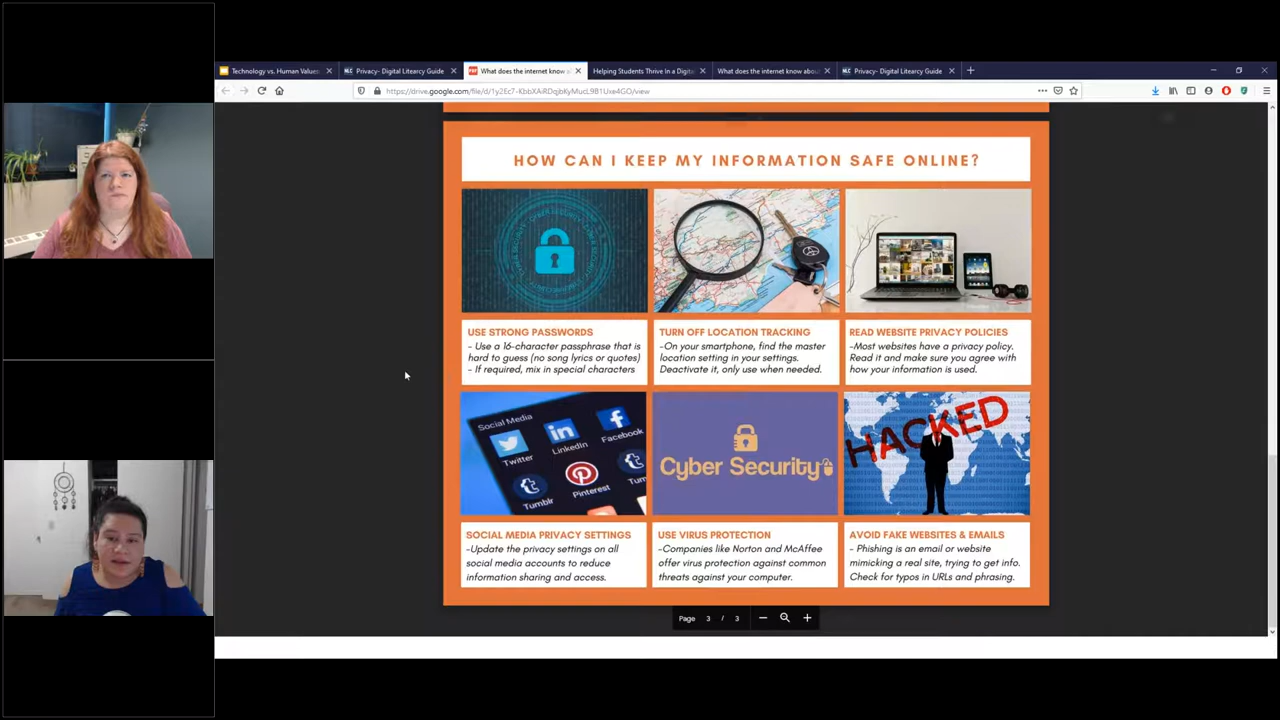 Technology vs. Human Values
Privacy- Digital Litearcy Guide
What does the internet know a
Helping Students Thrive In a Digita
What does the internet know abou
Privacy- Digital Litearcy Guide
HOW CAN I KEEP MY INFORMATION SAFE ONLINE?
USE STRONG PASSWORDS
- Use a 16-character passphrase that is
hard to guess (no song lyrics or quotes)
- If required, mix in special characters
TURN OFF LOCATION TRACKING
-On your smartphone, find the master
location setting in your settings.
Deactivate it, only use when needed.
READ WEBSITE PRIVACY POLICIES
-Most websites have a privacy policy.
Read it and make sure you agree with
how your information is used.
Social Media
Twitter
LinkedIn
Facebook
Tumblr
Pinterest
Tum
Cyber Security
HACKED
SOCIAL MEDIA PRIVACY SETTINGS
-Update the privacy settings on all
social media accounts to reduce
information sharing and access.
USE VIRUS PROTECTION
-Companies like Norton and McAffee
offer virus protection against common
threats against your computer.
AVOID FAKE WEBSITES & EMAILS
- Phishing is an email or website
mimicking a real site, trying to get info.
Check for typos in URLs and phrasing.
Page 3 / 3